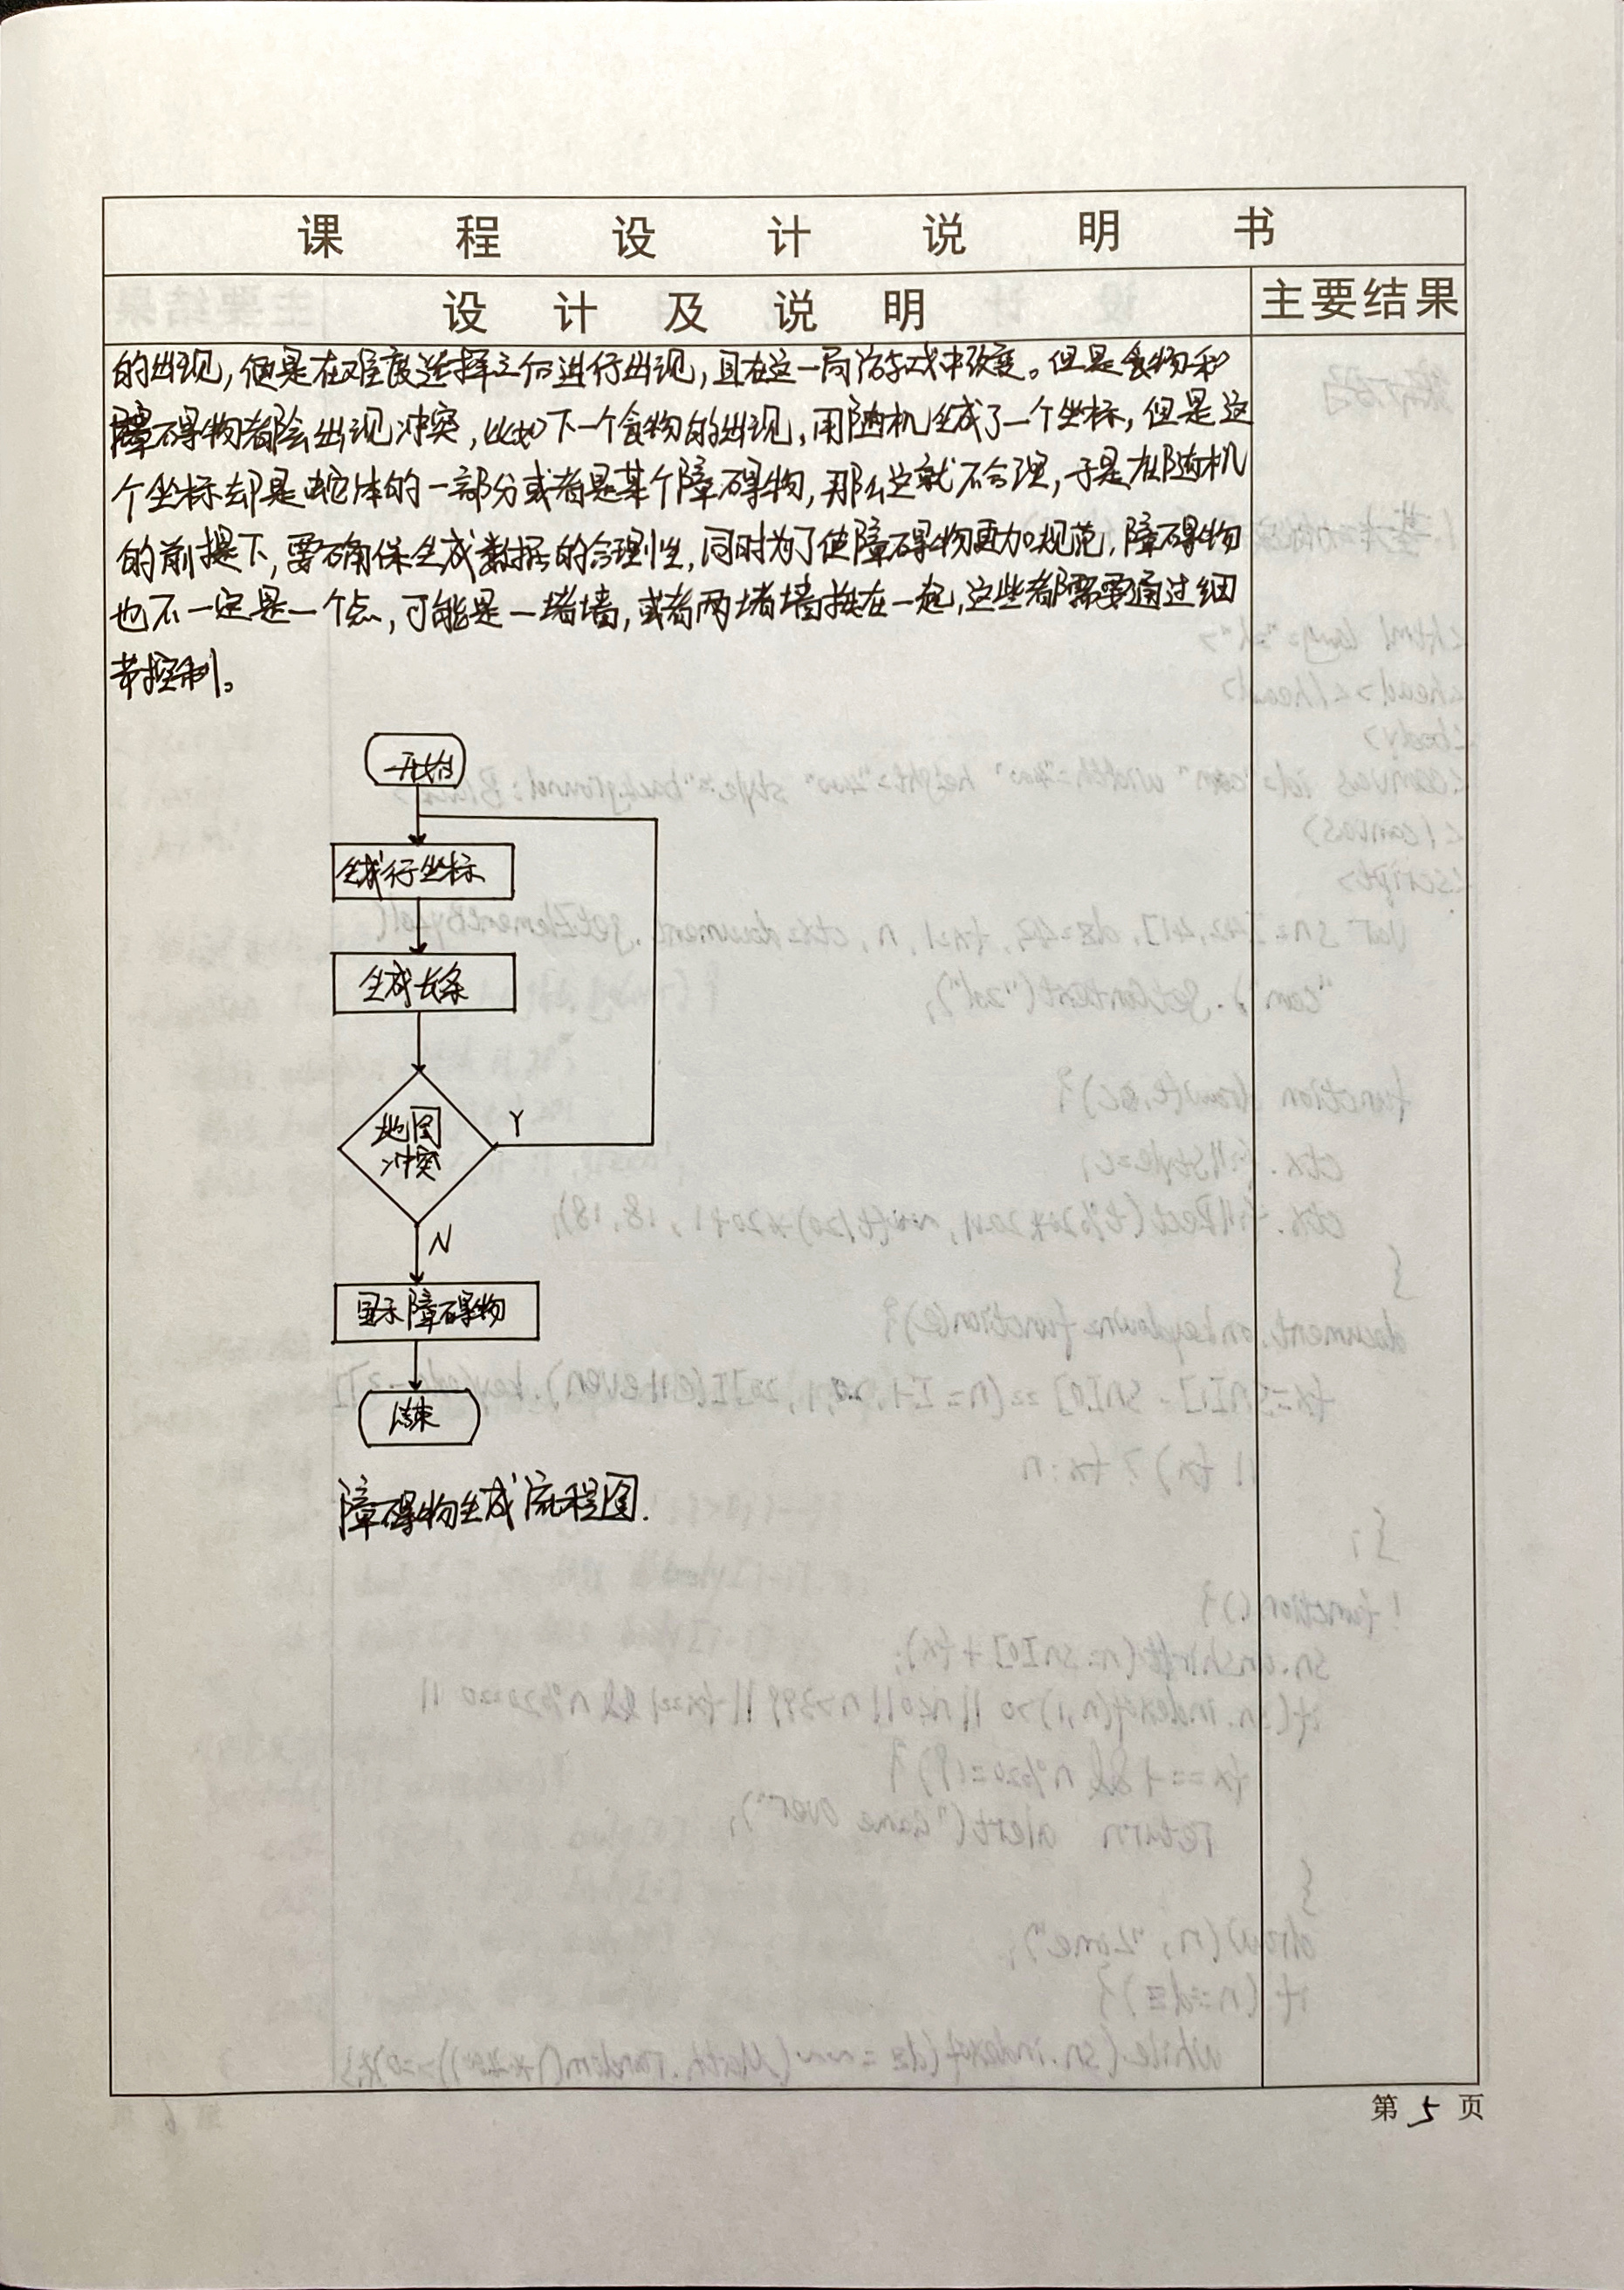 课程设计说明书
设计及说明 主要结果
的出现，但是在难度选择之后进行出现，且在这一局游戏中改变。但是食物和
障碍物都会出现冲突，比如下一个食物的出现，用随机生成了一个坐标，但是这
个坐标却是蛇体的一部分或者是某个障碍物，那么这就不合理，于是在随机
的前提下，要确保生成数据的合理性，同时为了使障碍物更加规范，障碍物
也不一定是一个点，可能是一堵墙，或者两堵墙挨在一起，这些都需要通过细
节控制。
开始
生成行坐标
生成长条
地图
冲突
Y
N
显示障碍物
结束
障碍物生成流程图.
第 5 页